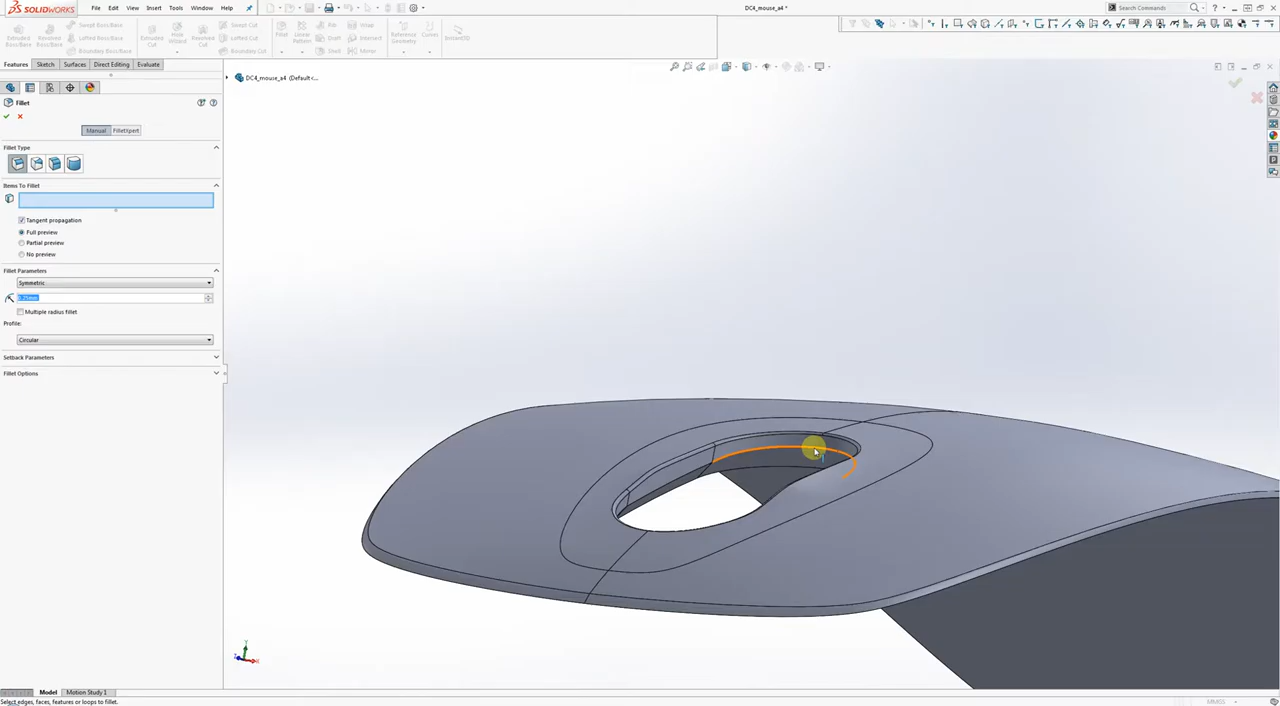 SOLIDWORKS File Edit View Insert Tools Window Help DC4_mouse_a4 * Search Commands
Extruded Boss/Base Revolved Boss/Base Swept Boss/Base Lofted Boss/Base Boundary Boss/Base Extruded Cut Hole Wizard Revolved Cut Swept Cut Lofted Cut Boundary Cut Fillet Linear Pattern Rib Draft Shell Wrap Intersect Mirror Reference Geometry Curves Instant3D
Features Sketch Surfaces Direct Editing Evaluate
DC4_mouse_a4 (Default<...
Fillet
Manual FilletXpert
Fillet Type
Items To Fillet
Tangent propagation
Full preview
Partial preview
No preview
Fillet Parameters
Symmetric
0.25mm
Multiple radius fillet
Profile:
Circular
Setback Parameters
Fillet Options
Model Motion Study 1
Select edges, faces, features or loops to fillet. MMGS